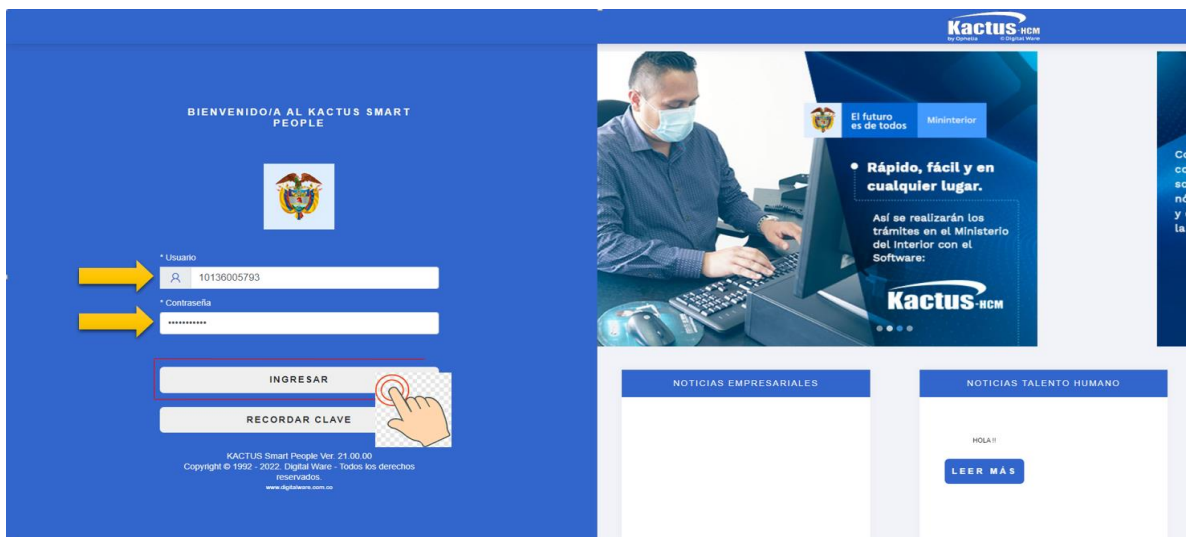 BIENVENIDO/A AL KACTUS SMART
PEOPLE
* Usuario
10136005793
* Contraseña
•••••••••••
INGRESAR
RECORDAR CLAVE
KACTUS Smart People Ver. 21.00.00
Copyright © 1992 - 2022. Digital Ware - Todos los derechos
reservados.
www.digitalware.com.co
Kactus-HCM
by Ophelia © Digital Ware
El futuro
es de todos
Mininterior
Rápido, fácil y en
cualquier lugar.
Así se realizarán los
trámites en el Ministerio
del Interior con el
Software:
Kactus-HCM
NOTICIAS EMPRESARIALES
NOTICIAS TALENTO HUMANO
HOLA !!
LEER MÁS